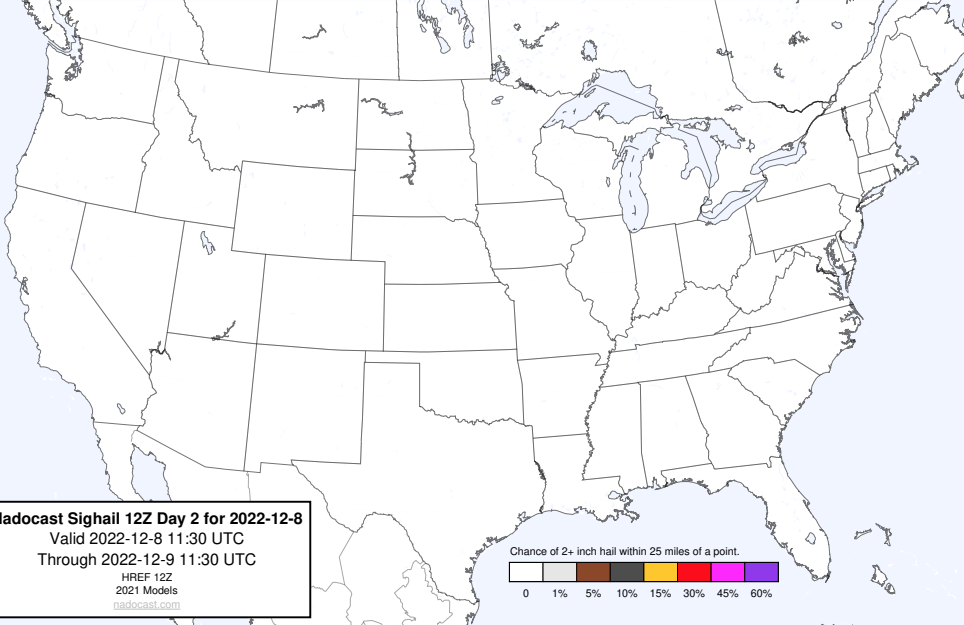 adocast Sighail 12Z Day 2 for 2022-12-8
Valid 2022-12-8 11:30 UTC
Through 2022-12-9 11:30 UTC
HREF 12Z
2021 Models
nadocast.com
Chance of 2+ inch hail within 25 miles of a point.
0 1% 5% 10% 15% 30% 45% 60%